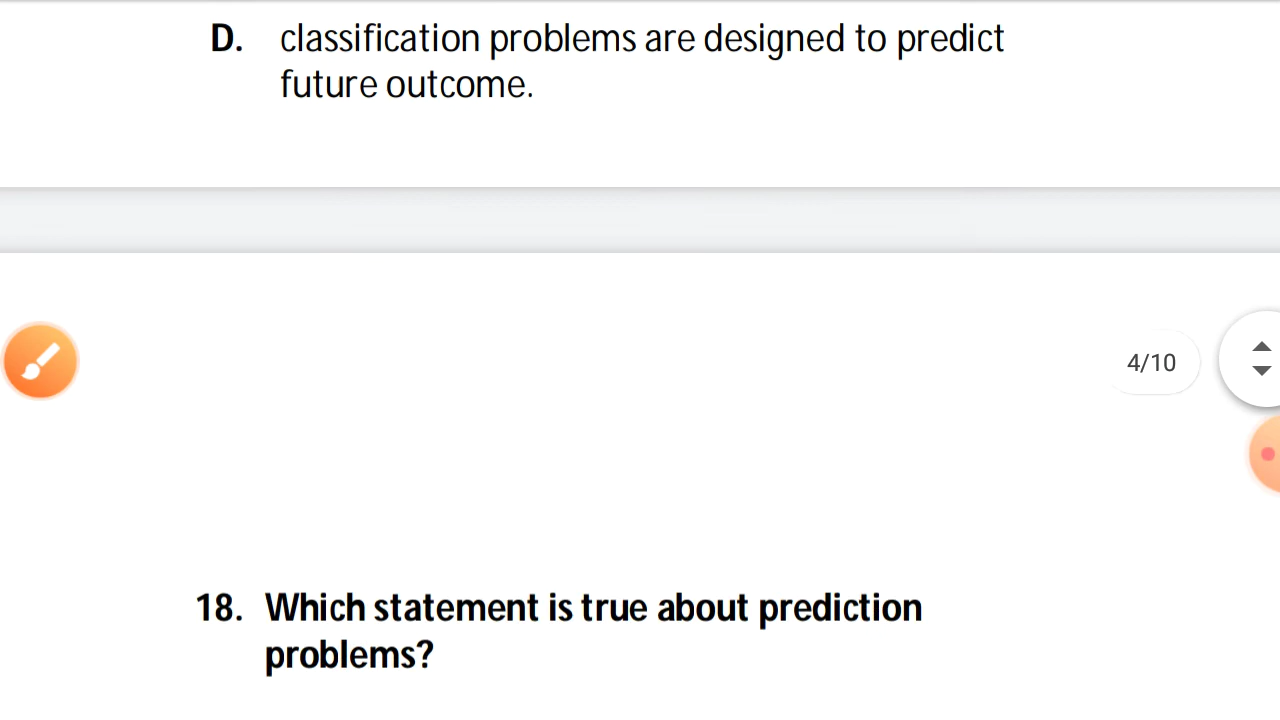 D. classification problems are designed to predict
future outcome.
4/10
18. Which statement is true about prediction
problems?